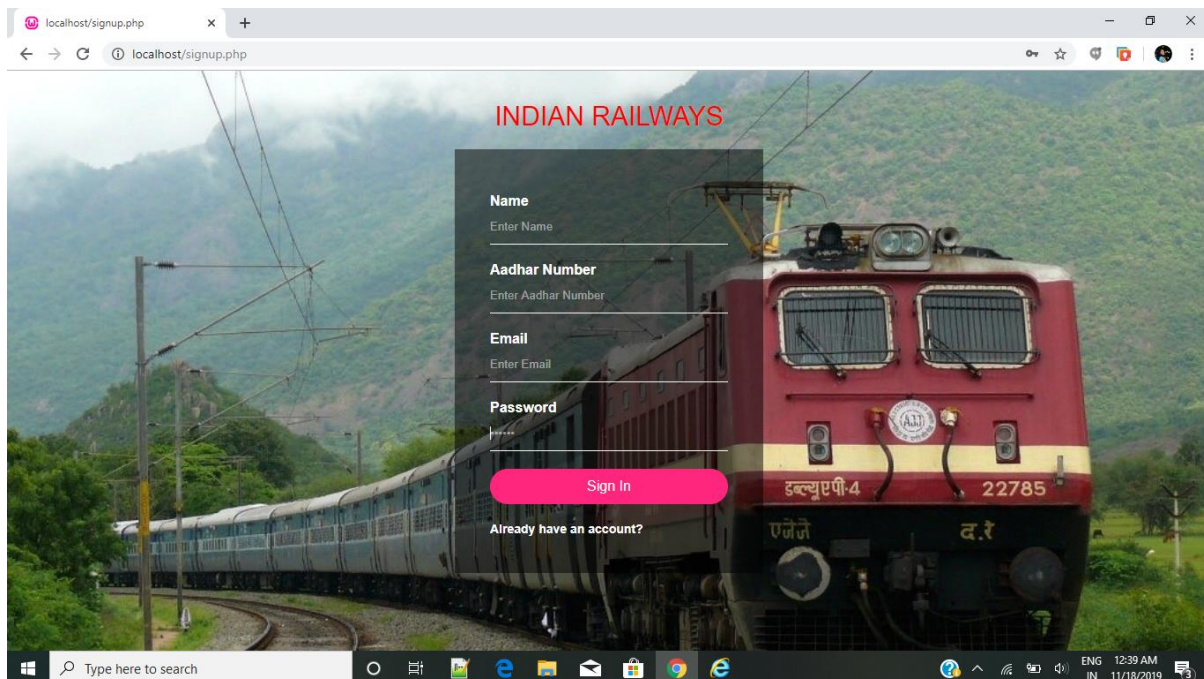 localhost/signup.php
localhost/signup.php
INDIAN RAILWAYS
Name
Enter Name
Aadhar Number
Enter Aadhar Number
Email
Enter Email
Password
Sign In
Already have an account?
AJJ
डब्ल्यूएपी-4 22785
एजेजे द.रे
Type here to search
ENG 12:39 AM
IN 11/18/2019
3